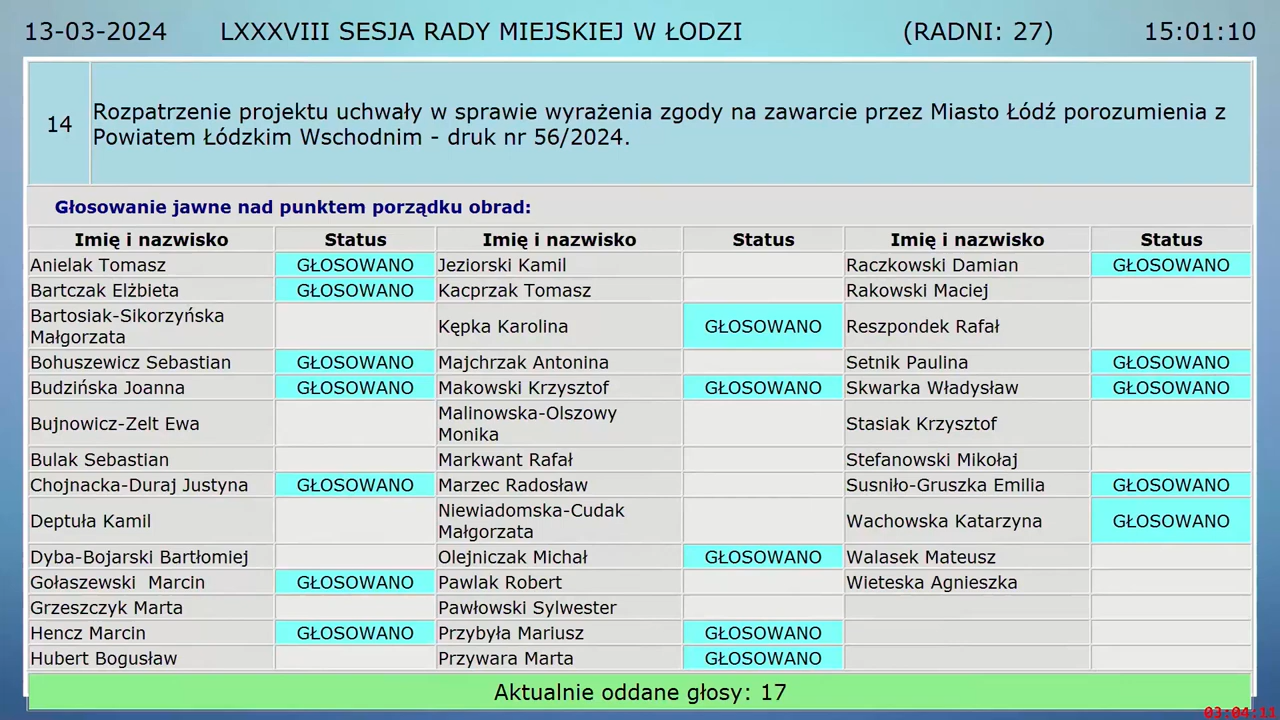 13-03-2024 LXXXVIII SESJA RADY MIEJSKIEJ W ŁODZI (RADNI: 27) 15:01:10
14 Rozpatrzenie projektu uchwały w sprawie wyrażenia zgody na zawarcie przez Miasto Łódź porozumienia z
Powiatem Łódzkim Wschodnim - druk nr 56/2024.
Głosowanie jawne nad punktem porządku obrad:
Imię i nazwisko Status Imię i nazwisko Status Imię i nazwisko Status
Anielak Tomasz GŁOSOWANO Jeziorski Kamil Raczkowski Damian GŁOSOWANO
Bartczak Elżbieta GŁOSOWANO Kacprzak Tomasz Rakowski Maciej
Bartosiak-Sikorzyńska
Małgorzata Kępka Karolina GŁOSOWANO Reszpondek Rafał
Bohuszewicz Sebastian GŁOSOWANO Majchrzak Antonina Setnik Paulina GŁOSOWANO
Budzińska Joanna GŁOSOWANO Makowski Krzysztof GŁOSOWANO Skwarka Władysław GŁOSOWANO
Bujnowicz-Zelt Ewa Malinowska-Olszowy
Monika Stasiak Krzysztof
Bulak Sebastian Markwant Rafał Stefanowski Mikołaj
Chojnacka-Duraj Justyna GŁOSOWANO Marzec Radosław Susniło-Gruszka Emilia GŁOSOWANO
Deptuła Kamil Niewiadomska-Cudak
Małgorzata Wachowska Katarzyna GŁOSOWANO
Dyba-Bojarski Bartłomiej Olejniczak Michał GŁOSOWANO Walasek Mateusz
Gołaszewski Marcin GŁOSOWANO Pawlak Robert Wieteska Agnieszka
Grzeszczyk Marta Pawłowski Sylwester
Hencz Marcin GŁOSOWANO Przybyła Mariusz GŁOSOWANO
Hubert Bogusław Przywara Marta GŁOSOWANO
Aktualnie oddane głosy: 17
03:04:11